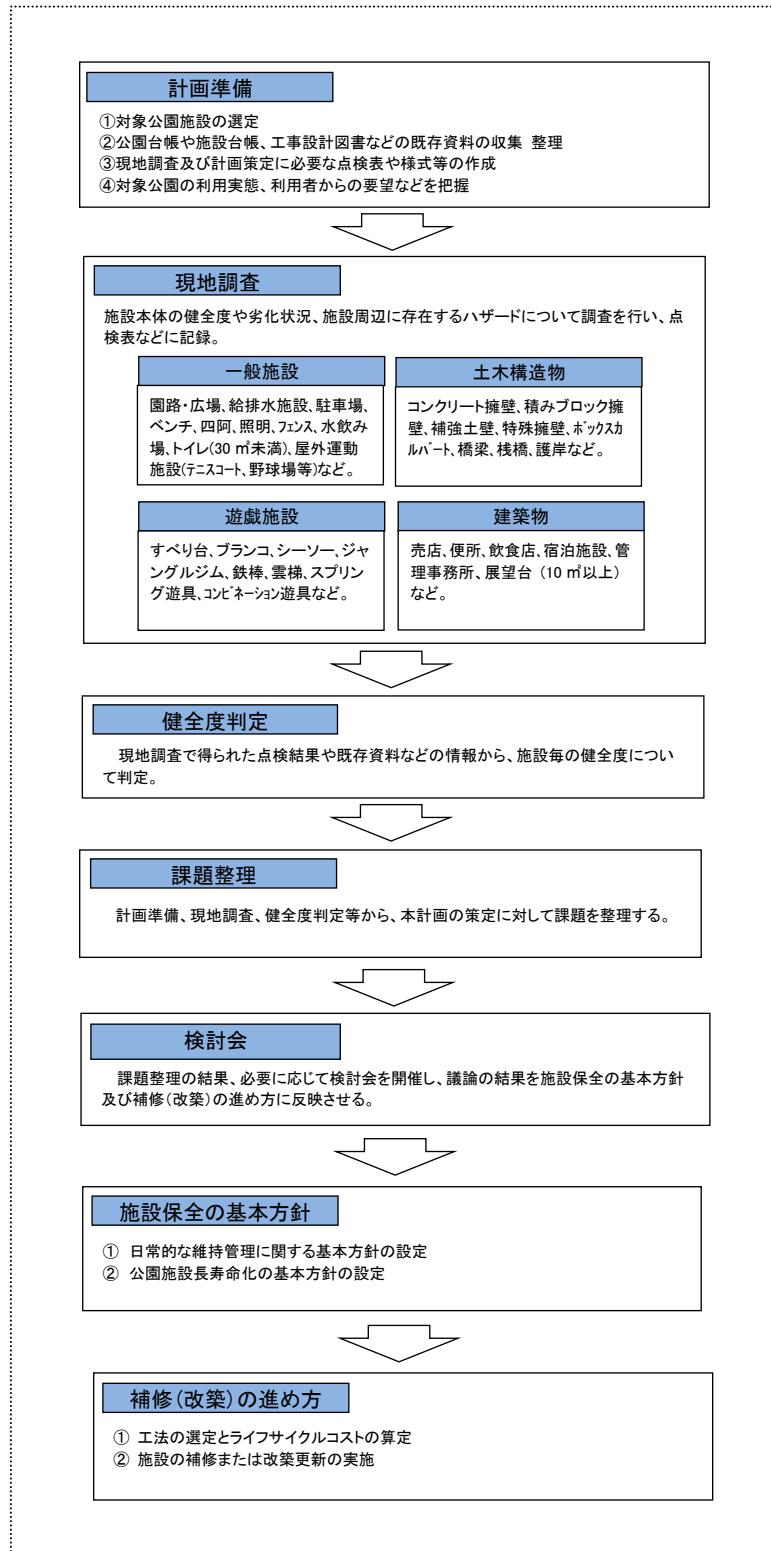 計画準備
①対象公園施設の選定
②公園台帳や施設台帳、工事設計図書などの既存資料の収集 整理
③現地調査及び計画策定に必要な点検表や様式等の作成
④対象公園の利用実態、利用者からの要望などを把握
現地調査
施設本体の健全度や劣化状況、施設周辺に存在するハザードについて調査を行い、点
検表などに記録。
一般施設
園路・広場、給排水施設、駐車場、
ベンチ、四阿、照明、ﾌｪﾝｽ、水飲み
場、トイレ(30 ㎡未満)、屋外運動
施設(ﾃﾆｽｺｰﾄ、野球場等)など。
土木構造物
コンクリート擁壁、積みブロック擁
壁、補強土壁、特殊擁壁、ﾎﾞｯｸｽｶ
ﾙﾊﾞｰﾄ、橋梁、桟橋、護岸など。
遊戯施設
すべり台、ブランコ、シーソー、ジャ
ングルジム、鉄棒、雲梯、スプリン
グ遊具、ｺﾝﾋﾞﾈｰｼｮﾝ遊具など。
建築物
売店、便所、飲食店、宿泊施設、管
理事務所、展望台 (10 ㎡以上)
など。
健全度判定
現地調査で得られた点検結果や既存資料などの情報から、施設毎の健全度につい
て判定。
課題整理
計画準備、現地調査、健全度判定等から、本計画の策定に対して課題を整理する。
検討会
課題整理の結果、必要に応じて検討会を開催し、議論の結果を施設保全の基本方針
及び補修(改築)の進め方に反映させる。
施設保全の基本方針
① 日常的な維持管理に関する基本方針の設定
② 公園施設長寿命化の基本方針の設定
補修(改築)の進め方
① 工法の選定とライフサイクルコストの算定
② 施設の補修または改築更新の実施